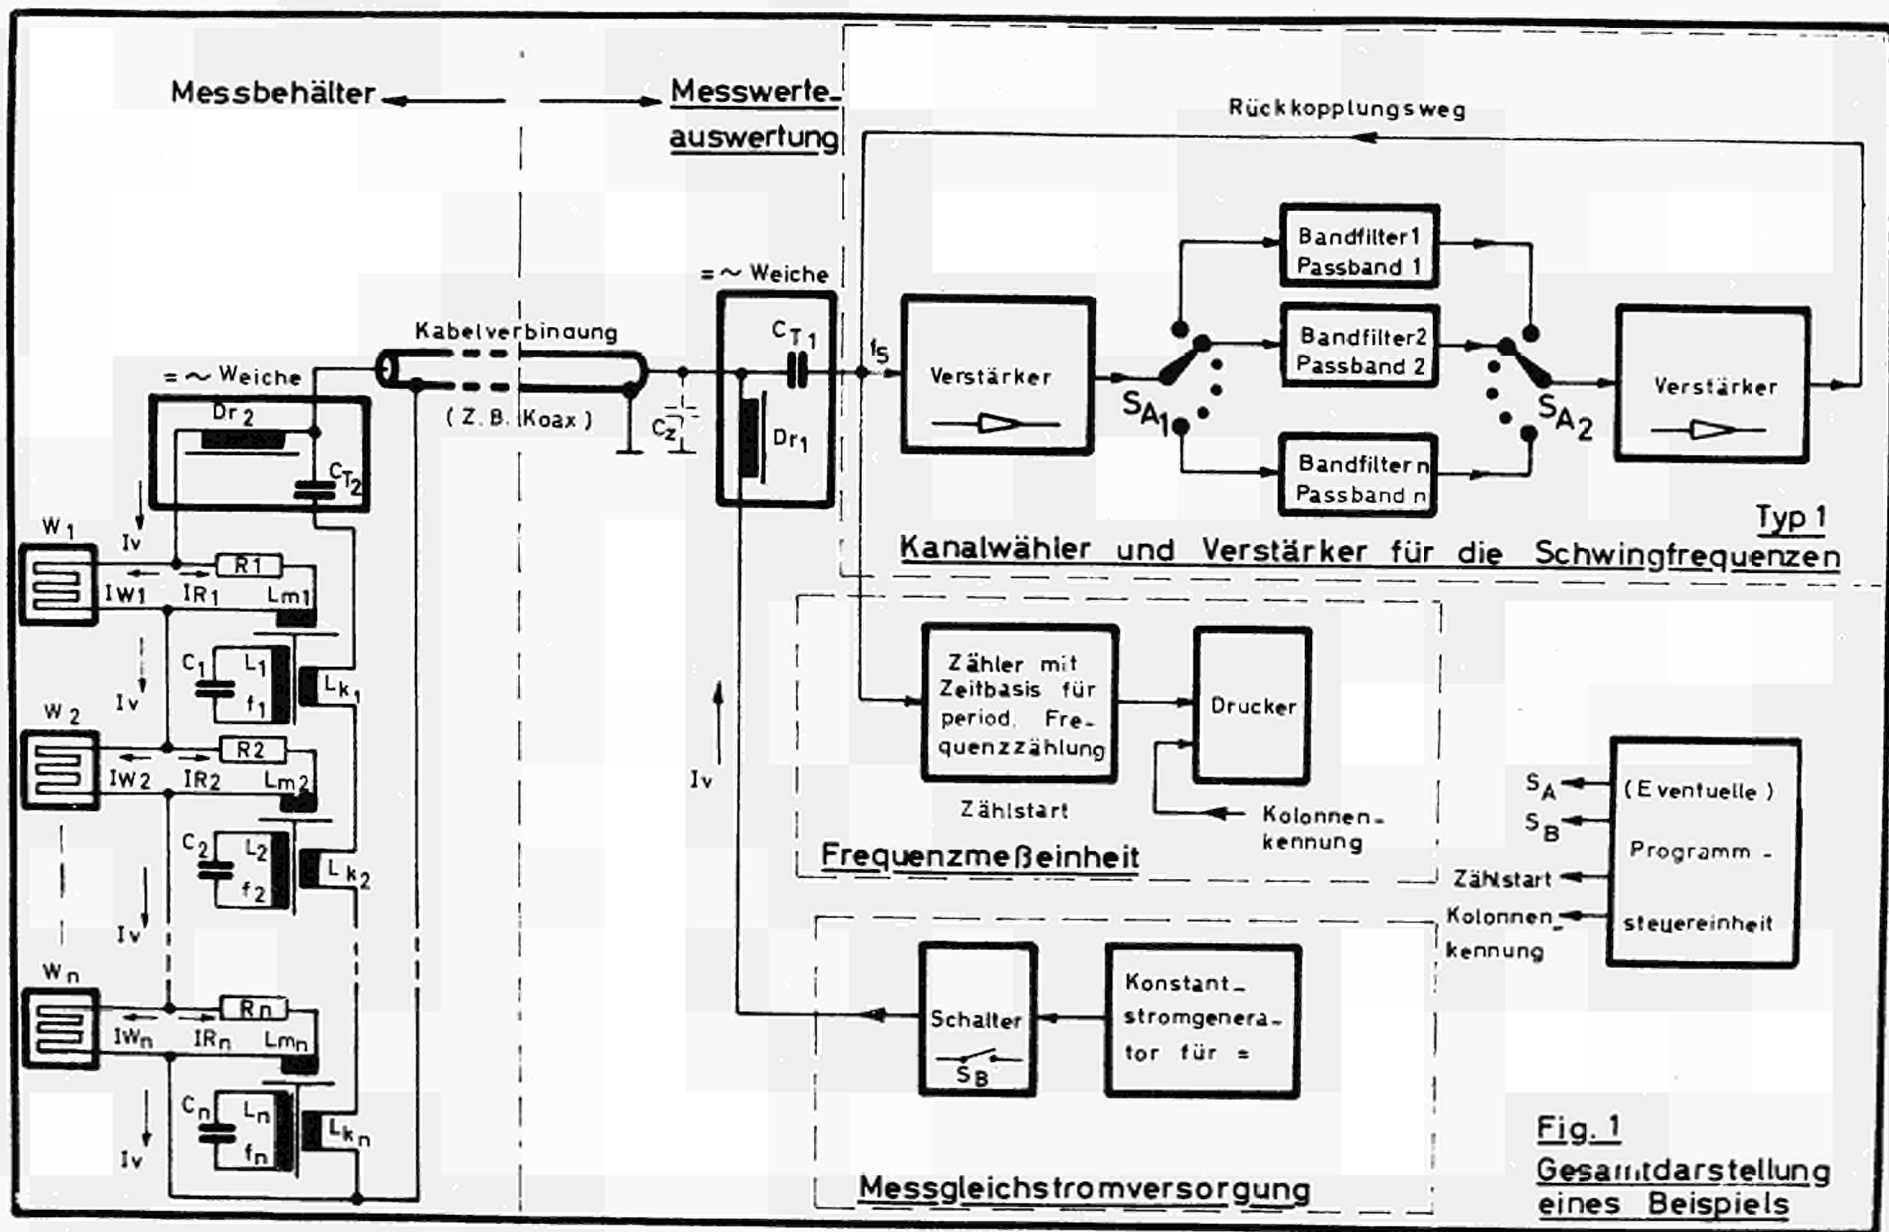 Messbehälter
Messwerte-
auswertung
Rückkopplungsweg
= ~ Weiche
CT1
Dr1
Kabelverbindung
(Z.B. Koax)
Cz
= ~ Weiche
Dr2
CT2
fs
Verstärker
SA1
Bandfilter1
Passband 1
Bandfilter2
Passband 2
Bandfilter n
Passband n
SA2
Verstärker
Typ 1
Kanalwähler und Verstärker für die Schwingfrequenzen
W1
Iv
IW1
IR1
R1
Lm1
C1
L1
f1
Lk1
Iv
W2
IW2
IR2
R2
Lm2
C2
L2
f2
Lk2
Iv
Wn
IWn
IRn
Rn
Lmn
Cn
Ln
fn
Lkn
Iv
Iv
Zähler mit
Zeitbasis für
period. Fre-
quenzzählung
Zählstart
Drucker
Kolonnen-
kennung
Frequenzmeßeinheit
SA
SB
Zählstart
Kolonnen-
kennung
(Eventuelle)
Programm-
steuereinheit
Schalter
SB
Konstant-
stromgenera-
tor für =
Messgleichstromversorgung
Fig. 1
Gesamtdarstellung
eines Beispiels